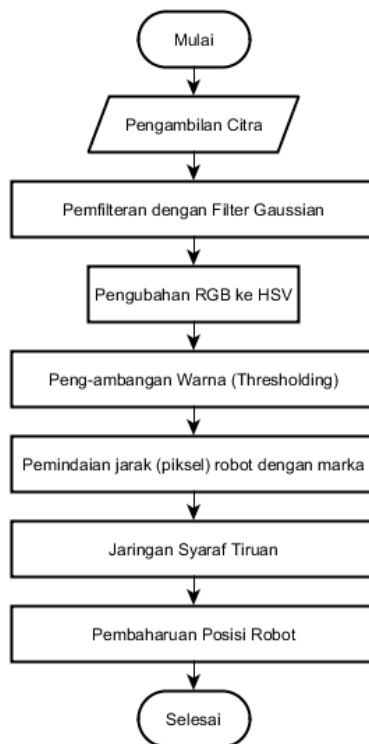 Mulai
Pengambilan Citra
Pemfilteran dengan Filter Gaussian
Pengubahan RGB ke HSV
Peng-ambangan Warna (Thresholding)
Pemindaian jarak (piksel) robot dengan marka
Jaringan Syaraf Tiruan
Pembaharuan Posisi Robot
Selesai